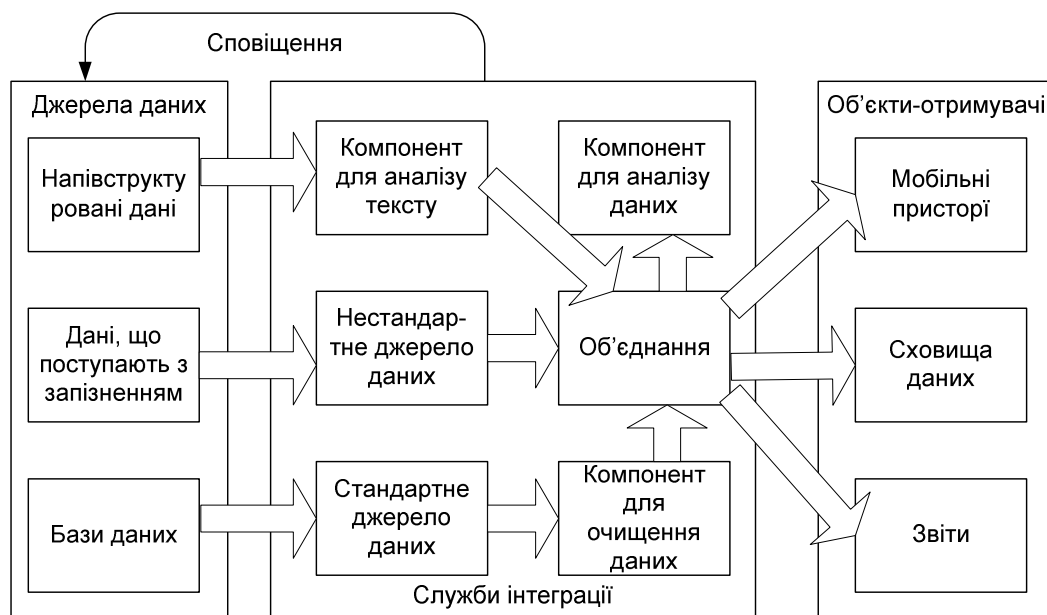 Сповіщення
Джерела даних
Напівструкту
ровані дані
Дані, що
поступають з
запізненням
Бази даних
Компонент
для аналізу
тексту
Компонент
для аналізу
даних
Нестандар-
тне джерело
даних
Об’єднання
Стандартне
джерело
даних
Компонент
для
очищення
даних
Служби інтеграції
Об’єкти-отримувачі
Мобільні
присторї
Сховища
даних
Звіти